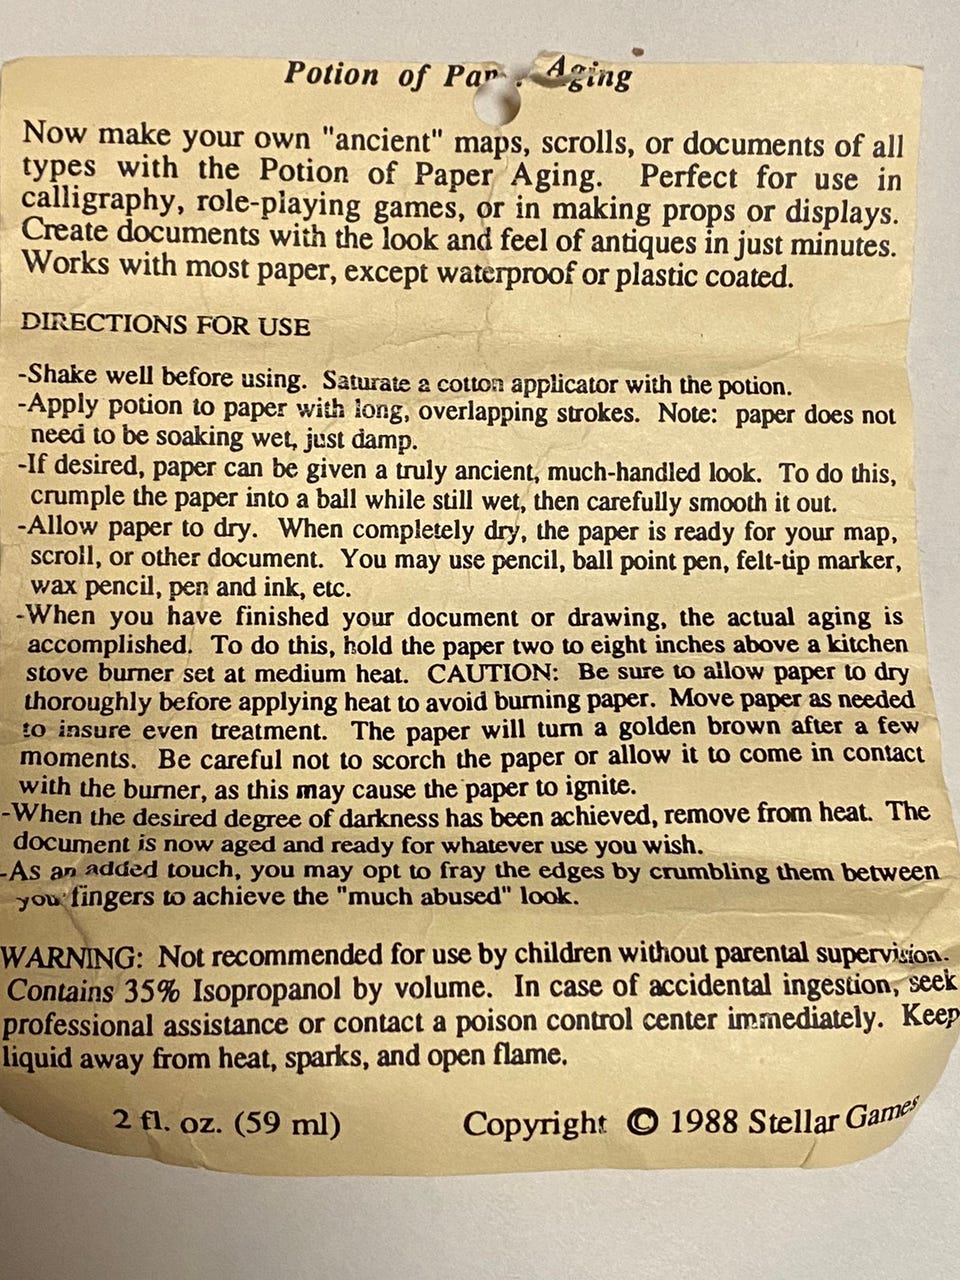 Potion of Aging
Now make your own "ancient" maps, scrolls, or documents of all
types with the Potion of Paper Aging. Perfect for use in
calligraphy, role-playing games, or in making props or displays.
Create documents with the look and feel of antiques in just minutes.
Works with most paper, except waterproof or plastic coated.
DIRECTIONS FOR USE
-Shake well before using. Saturate a cotton applicator with the potion.
-Apply potion to paper with long, overlapping strokes. Note: paper does not
need to be soaking wet, just damp.
-If desired, paper can be given a truly ancient, much-handled look. To do this,
crumple the paper into a ball while still wet, then carefully smooth it out.
-Allow paper to dry. When completely dry, the paper is ready for your map,
scroll, or other document. You may use pencil, ball point pen, felt-tip marker,
wax pencil, pen and ink, etc.
-When you have finished your document or drawing, the actual aging is
accomplished. To do this, hold the paper two to eight inches above a kitchen
stove burner set at medium heat. CAUTION: Be sure to allow paper to dry
thoroughly before applying heat to avoid burning paper. Move paper as needed
to insure even treatment. The paper will turn a golden brown after a few
moments. Be careful not to scorch the paper or allow it to come in contact
with the burner, as this may cause the paper to ignite.
-When the desired degree of darkness has been achieved, remove from heat. The
document is now aged and ready for whatever use you wish.
-As an added touch, you may opt to fray the edges by crumbling them between
your fingers to achieve the "much abused" look.
WARNING: Not recommended for use by children without parental supervision.
Contains 35% Isopropanol by volume. In case of accidental ingestion, seek
professional assistance or contact a poison control center immediately. Keep
liquid away from heat, sparks, and open flame.
2 fl. oz. (59 ml) Copyright © 1988 Stellar Games